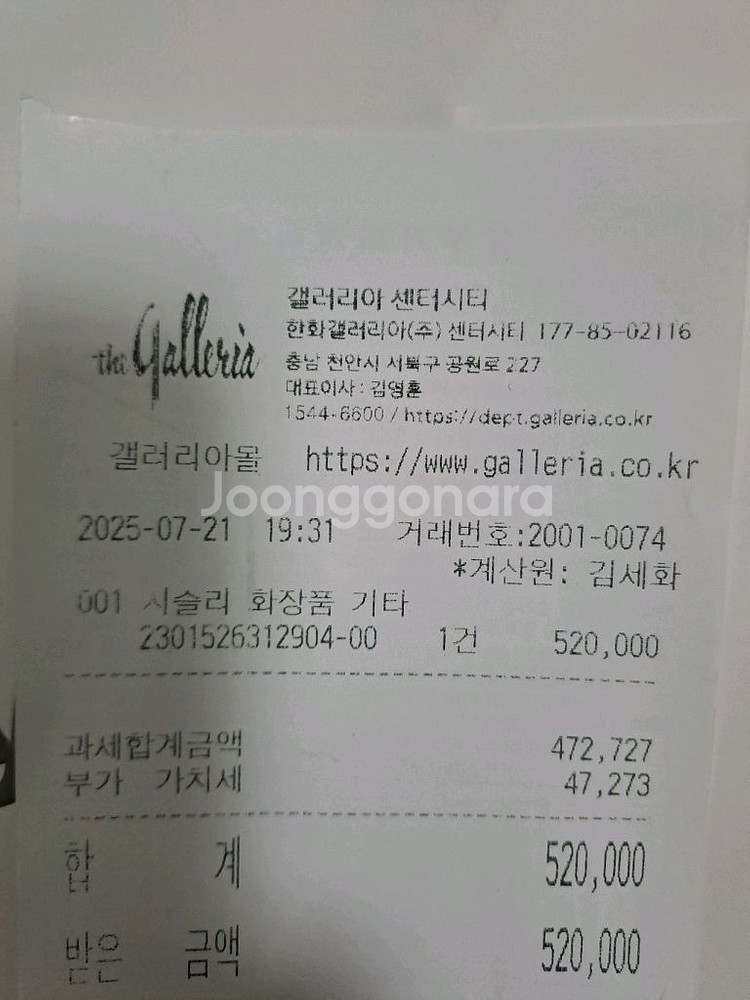 the Galleria
갤러리아 센터시티
한화갤러리아(주) 센터시티 177-85-02116
충남 천안시 서북구 공원로 227
대표이사 : 김영훈
1544-6600 / https://dept.galleria.co.kr
갤러리아몰 https://www.galleria.co.kr
Joonggonara
2025-07-21 19:31 거래번호:2001-0074
*계산원: 김세화
001 시슬리 화장품 기타
2301526312904-00 1건 520,000
과세합계금액 472,727
부가 가치세 47,273
합 계 520,000
받은 금액 520,000